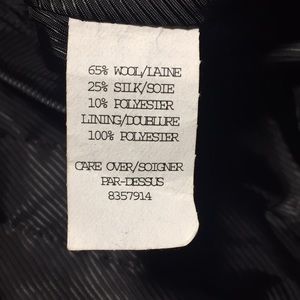 65% WOOL/LAINE
25% SILK/SOIE
10% POLYESTER
LINING/DOUBLURE
100% POLYESTER
CARE OVER/SOIGNER
PAR-DESSUS
8357914